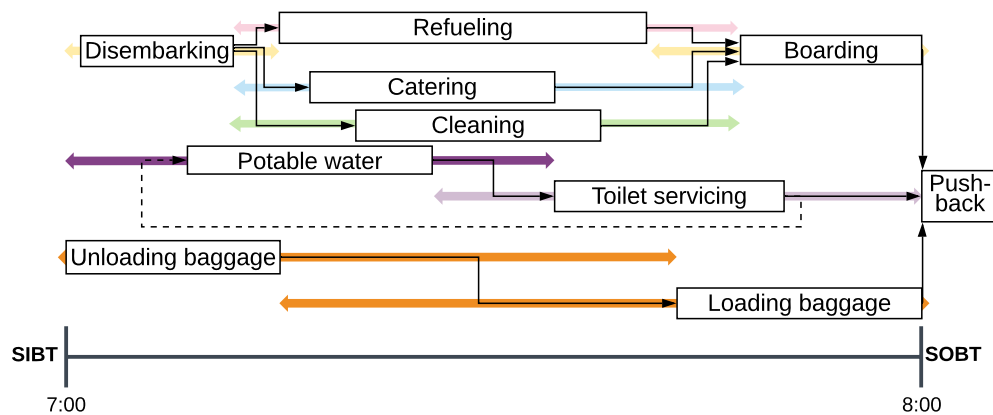 Refueling
Disembarking
Boarding
Catering
Cleaning
Potable water
Toilet servicing
Push-
back
Unloading baggage
Loading baggage
SIBT
SOBT
7:00
8:00